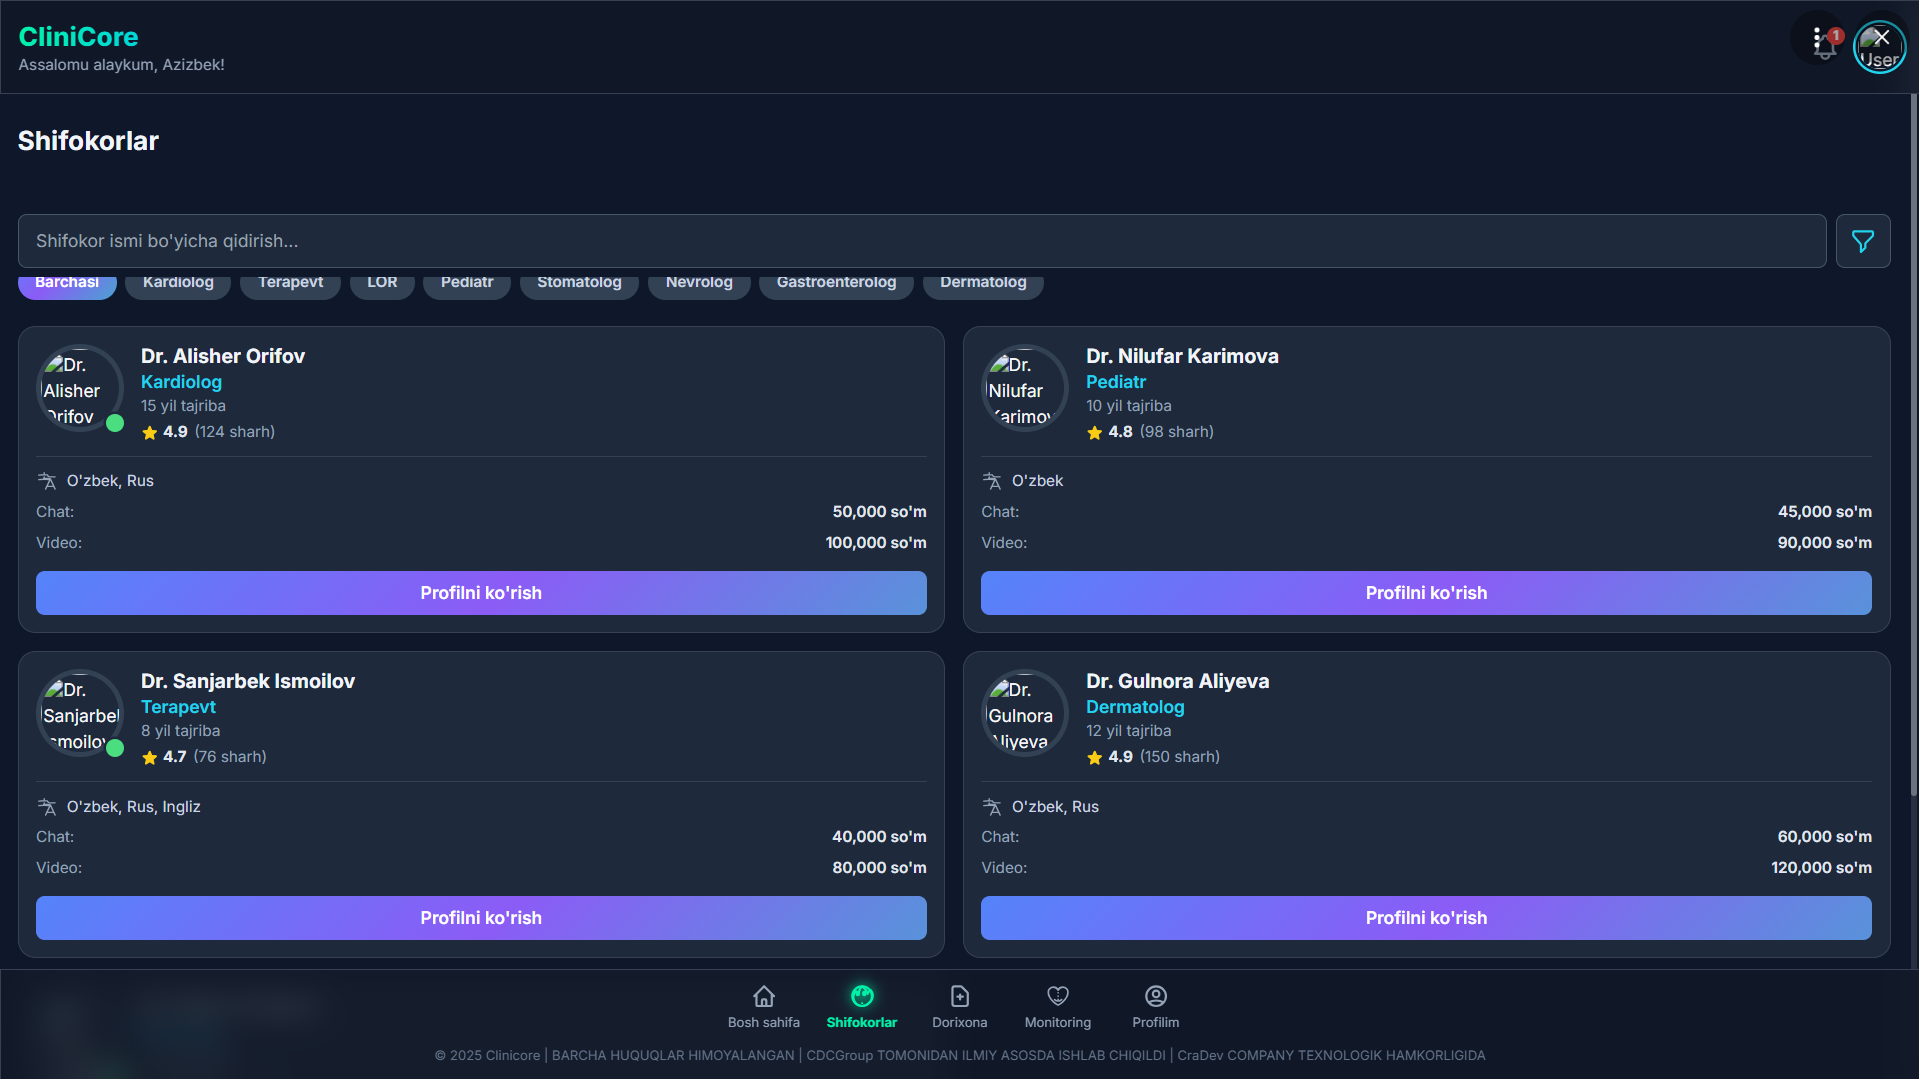 CliniCore
Assalomu alaykum, Azizbek!
1
User
Shifokorlar
Shifokor ismi bo'yicha qidirish...
Barchasi
Kardiolog
Terapevt
LOR
Pediatr
Stomatolog
Nevrolog
Gastroenterolog
Dermatolog
Dr. Alisher Orifov
Dr. Alisher Orifov
Kardiolog
15 yil tajriba
4.9 (124 sharh)
O'zbek, Rus
Chat: 50,000 so'm
Video: 100,000 so'm
Profilni ko'rish
Dr. Nilufar Karimova
Dr. Nilufar Karimova
Pediatr
10 yil tajriba
4.8 (98 sharh)
O'zbek
Chat: 45,000 so'm
Video: 90,000 so'm
Profilni ko'rish
Dr. Sanjarbek Ismoilov
Dr. Sanjarbek Ismoilov
Terapevt
8 yil tajriba
4.7 (76 sharh)
O'zbek, Rus, Ingliz
Chat: 40,000 so'm
Video: 80,000 so'm
Profilni ko'rish
Dr. Gulnora Aliyeva
Dr. Gulnora Aliyeva
Dermatolog
12 yil tajriba
4.9 (150 sharh)
O'zbek, Rus
Chat: 60,000 so'm
Video: 120,000 so'm
Profilni ko'rish
Bosh sahifa
Shifokorlar
Dorixona
Monitoring
Profilim
© 2025 Clinicore | BARCHA HUQUQLAR HIMOYALANGAN | CDCGroup TOMONIDAN ILMIY ASOSDA ISHLAB CHIQILDI | CraDev COMPANY TEXNOLOGIK HAMKORLIGIDA